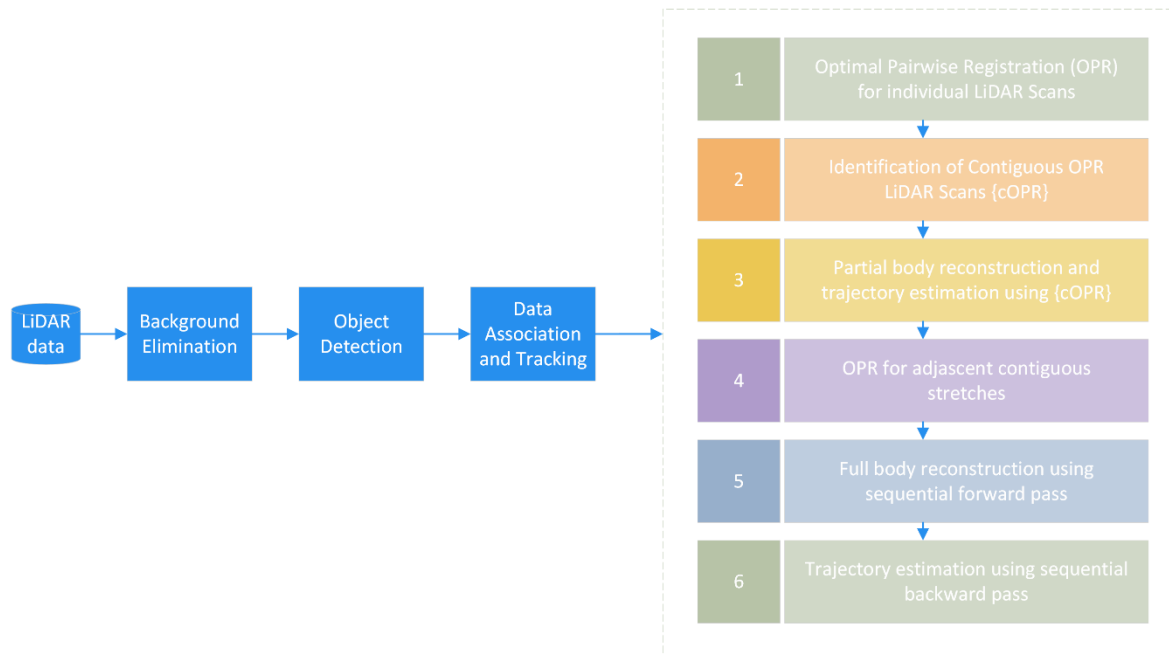 LiDAR
data
Background
Elimination
Object
Detection
Data
Association
and Tracking
1
Optimal Pairwise Registration (OPR)
for individual LiDAR Scans
2
Identification of Contiguous OPR
LiDAR Scans {cOPR}
3
Partial body reconstruction and
trajectory estimation using {cOPR}
4
OPR for adjascent contiguous
stretches
5
Full body reconstruction using
sequential forward pass
6
Trajectory estimation using sequential
backward pass